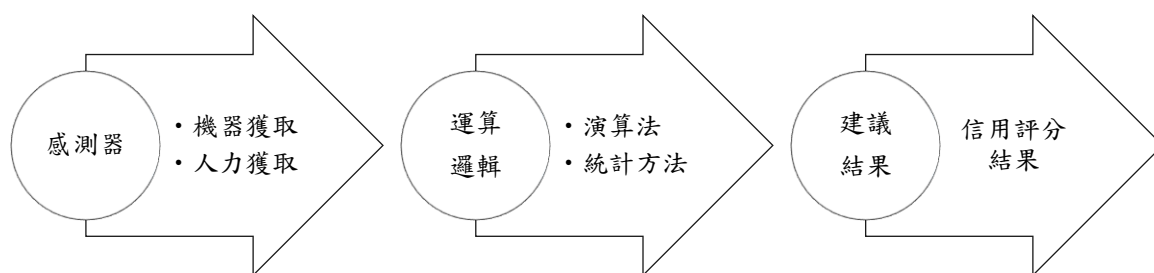 感測器
・機器獲取
・人力獲取
運算
邏輯
・演算法
・統計方法
建議
結果
信用評分
結果